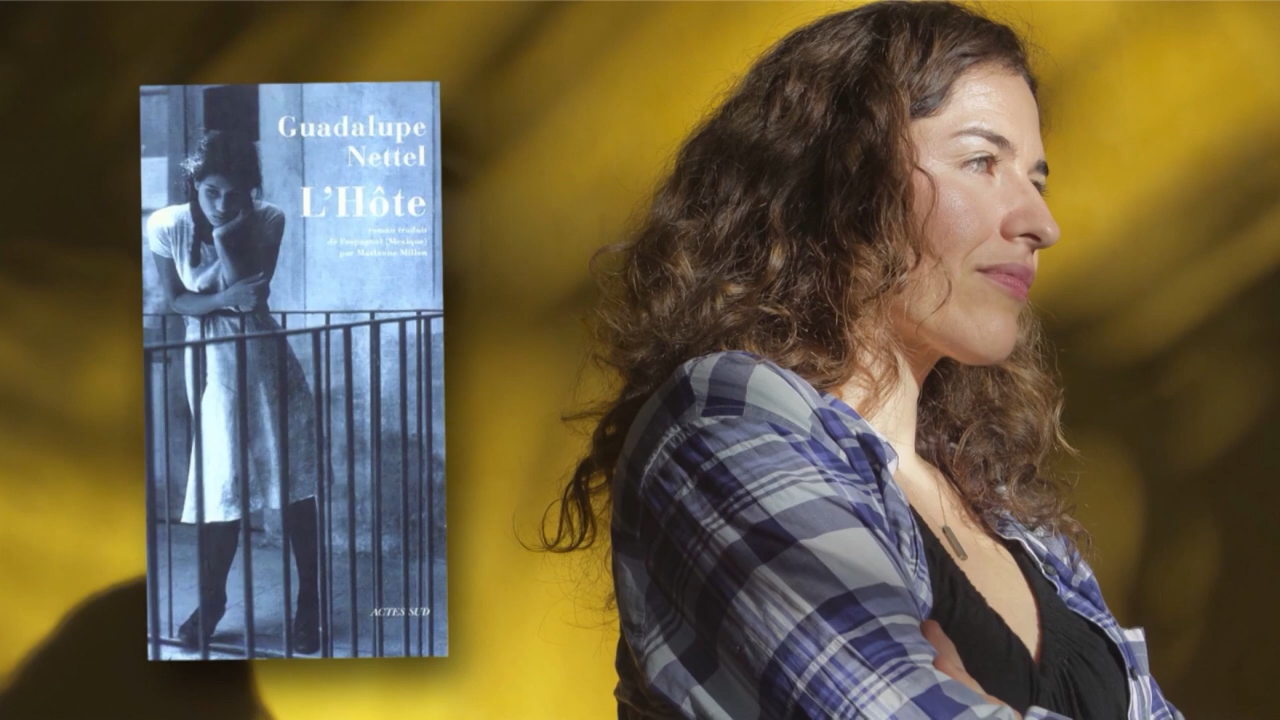 Guadalupe
Nettel
L'Hôte
roman traduit
de l'espagnol (Mexique)
par Marianne Millon
ACTES SUD